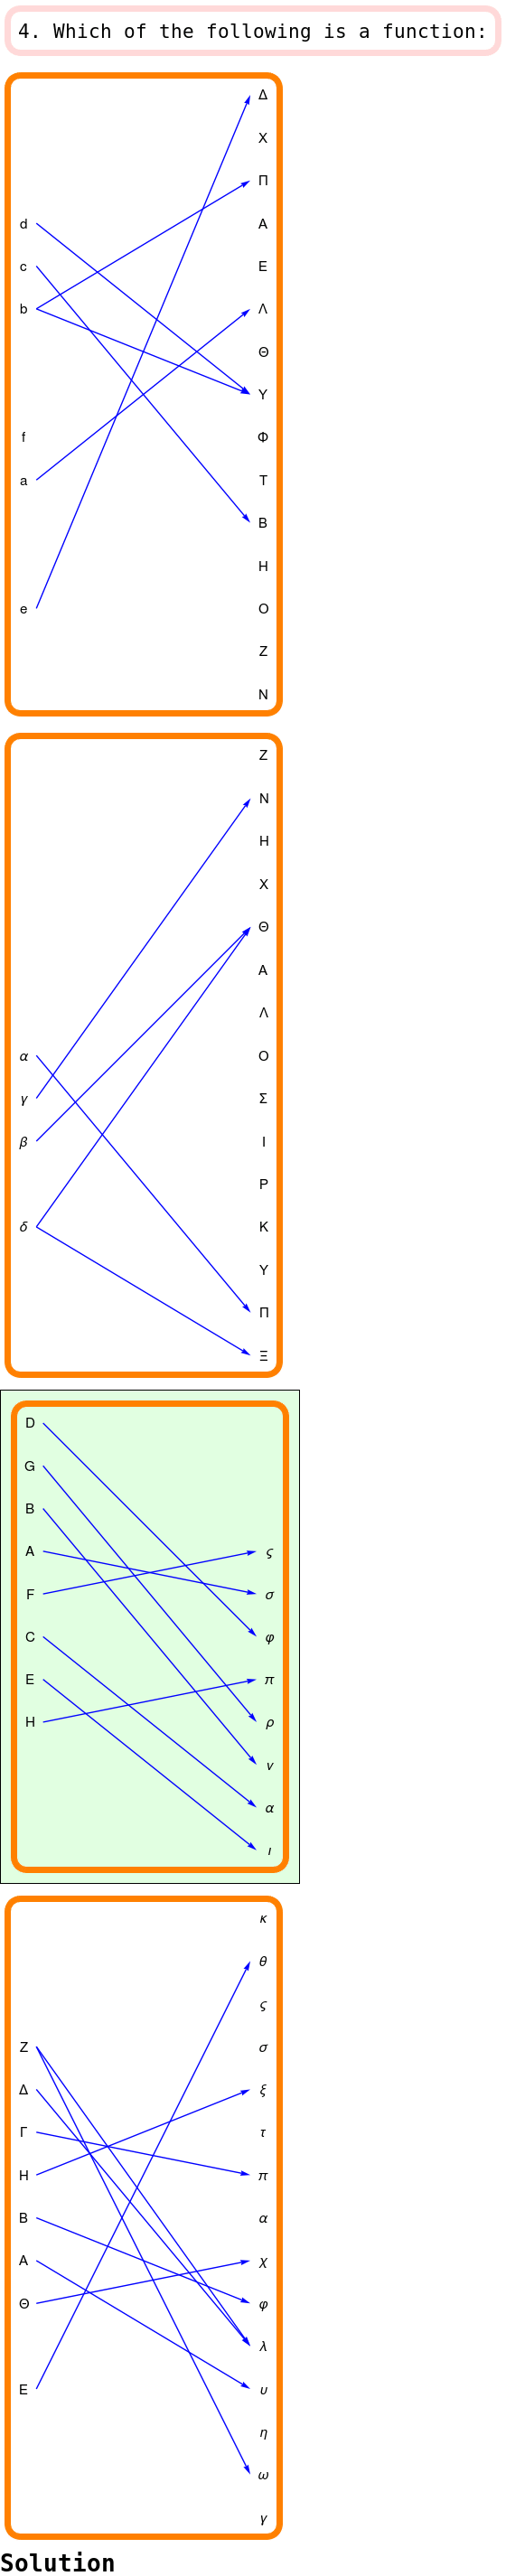 4. Which of the following is a function:
Δ
Χ
Π
d Α
c Ε
b Λ
Θ
Υ
f Φ
a Τ
Β
Η
e Ο
Ζ
Ν
Ζ
Ν
Η
Χ
Θ
Α
Λ
α Ο
γ Σ
β Ι
Ρ
δ Κ
Υ
Π
Ξ
D
G
B
A ς
F σ
C φ
E π
H ρ
ν
α
ι
κ
θ
ς
Ζ σ
Δ ξ
Γ τ
Η π
Β α
Α χ
Θ φ
λ
Ε υ
η
ω
γ
Solution